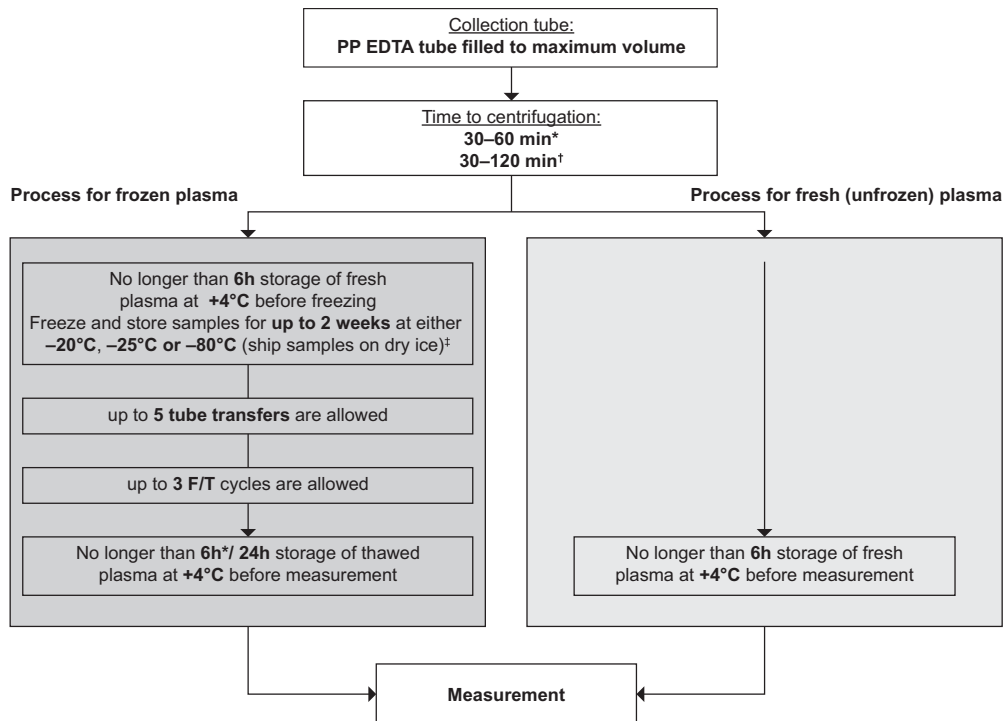 Collection tube:
PP EDTA tube filled to maximum volume
Time to centrifugation:
30–60 min*
30–120 min†
Process for frozen plasma
Process for fresh (unfrozen) plasma
No longer than 6h storage of fresh
plasma at +4°C before freezing
Freeze and store samples for up to 2 weeks at either
–20°C, –25°C or –80°C (ship samples on dry ice)‡
up to 5 tube transfers are allowed
up to 3 F/T cycles are allowed
No longer than 6h*/ 24h storage of thawed
plasma at +4°C before measurement
No longer than 6h storage of fresh
plasma at +4°C before measurement
Measurement